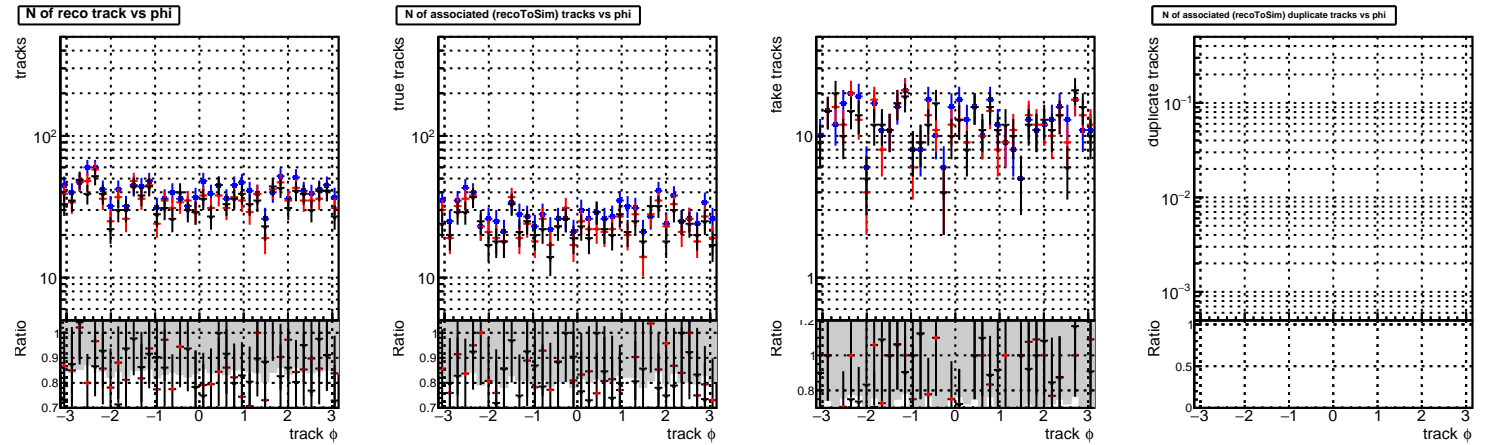 N of reco track vs phi
tracks
10²
10
Ratio
1
0.9
0.8
0.7
−3 −2 −1 0 1 2 3
track φ
N of associated (recoToSim) tracks vs phi
true tracks
10²
10
Ratio
1
0.9
0.8
0.7
−3 −2 −1 0 1 2 3
track φ
fake tracks
10
1
Ratio
1.2
1
0.8
−3 −2 −1 0 1 2 3
track φ
N of associated (recoToSim) duplicate tracks vs phi
duplicate tracks
10⁻¹
10⁻²
10⁻³
Ratio
1
0.5
0
−3 −2 −1 0 1 2 3
track φ